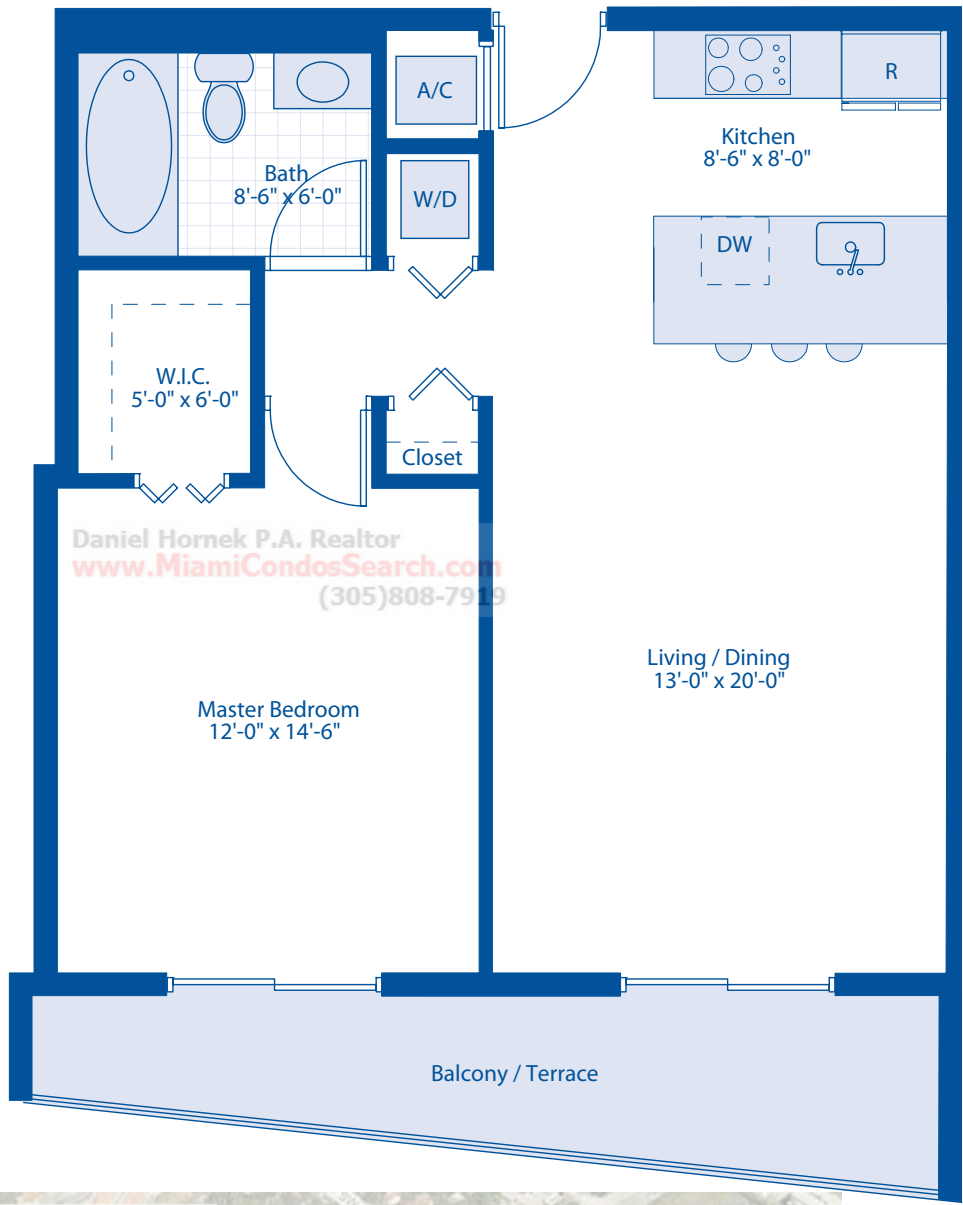 A/C
R
Kitchen
8'-6" x 8'-0"
Bath
8'-6" x 6'-0"
W/D
DW
W.I.C.
5'-0" x 6'-0"
Closet
Daniel Hornek P.A. Realtor
www.MiamiCondosSearch.com
(305)808-7919
Living / Dining
13'-0" x 20'-0"
Master Bedroom
12'-0" x 14'-6"
Balcony / Terrace